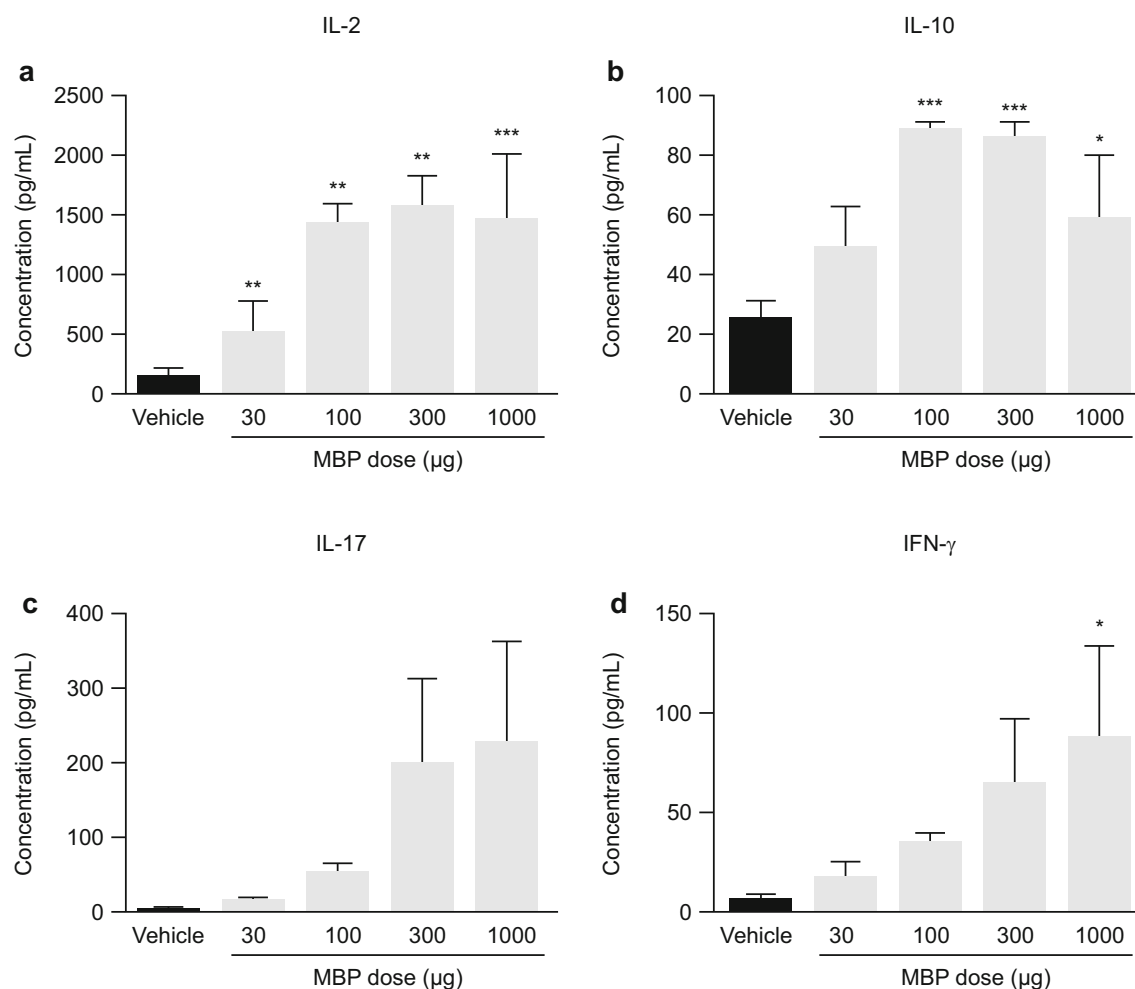 IL-2
a
Concentration (pg/mL)
2500
2000
1500
1000
500
0
**
**
**
***
Vehicle 30 100 300 1000
MBP dose (µg)
IL-10
b
Concentration (pg/mL)
100
80
60
40
20
0
***
***
*
Vehicle 30 100 300 1000
MBP dose (µg)
IL-17
c
Concentration (pg/mL)
400
300
200
100
0
Vehicle 30 100 300 1000
MBP dose (µg)
IFN-γ
d
Concentration (pg/mL)
150
100
50
0
*
Vehicle 30 100 300 1000
MBP dose (µg)